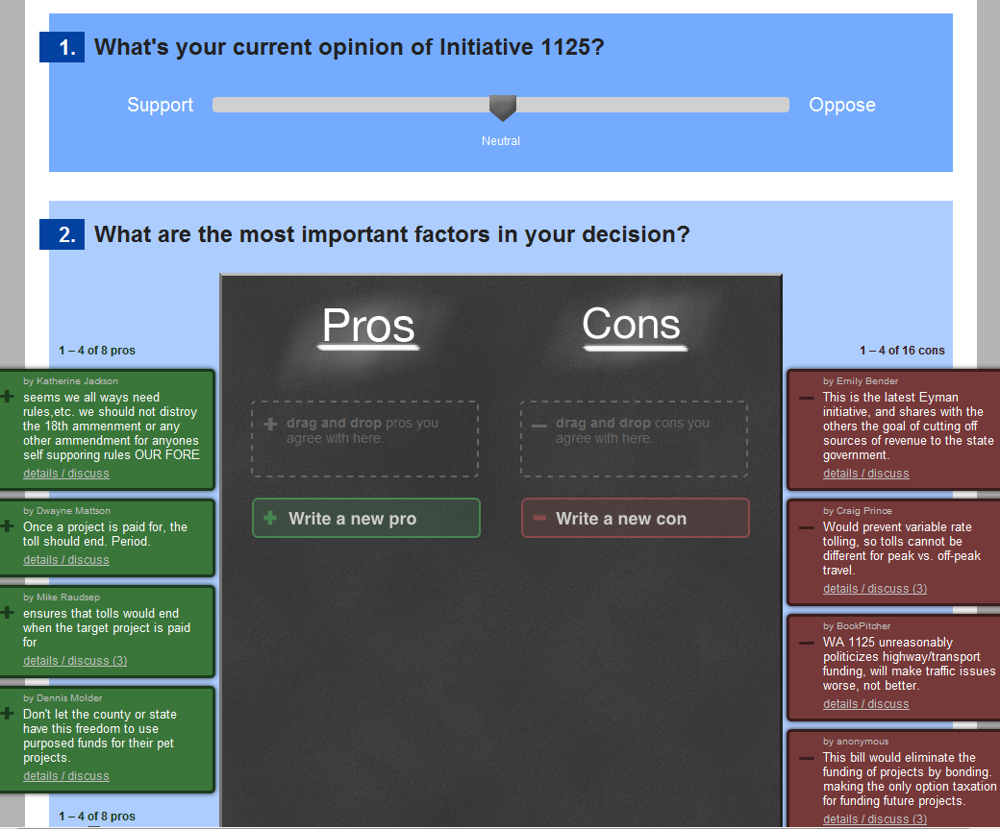 1. What's your current opinion of Initiative 1125?
Support
Oppose
Neutral
2. What are the most important factors in your decision?
Pros
Cons
1 – 4 of 8 pros
by Katherine Jackson
seems we all ways need
rules,etc. we should not distroy
the 18th ammenment or any
other ammendment for anyones
self supporing rules OUR FORE
details / discuss
by Dwayne Mattson
Once a project is paid for, the
toll should end. Period.
details / discuss
by Mike Raudsep
ensures that tolls would end
when the target project is paid
for
details / discuss (3)
by Dennis Molder
Don't let the county or state
have this freedom to use
purposed funds for their pet
projects.
details / discuss
1 – 4 of 8 pros
drag and drop pros you
agree with here.
Write a new pro
drag and drop cons you
agree with here.
Write a new con
1 – 4 of 16 cons
by Emily Bender
This is the latest Eyman
initiative, and shares with the
others the goal of cutting off
sources of revenue to the state
government.
details / discuss
by Craig Prince
Would prevent variable rate
tolling, so tolls cannot be
different for peak vs. off-peak
travel.
details / discuss (3)
by BookPitcher
WA 1125 unreasonably
politicizes highway/transport
funding, will make traffic issues
worse, not better.
details / discuss
by anonymous
This bill would eliminate the
funding of projects by bonding.
making the only option taxation
for funding future projects.
details / discuss (3)